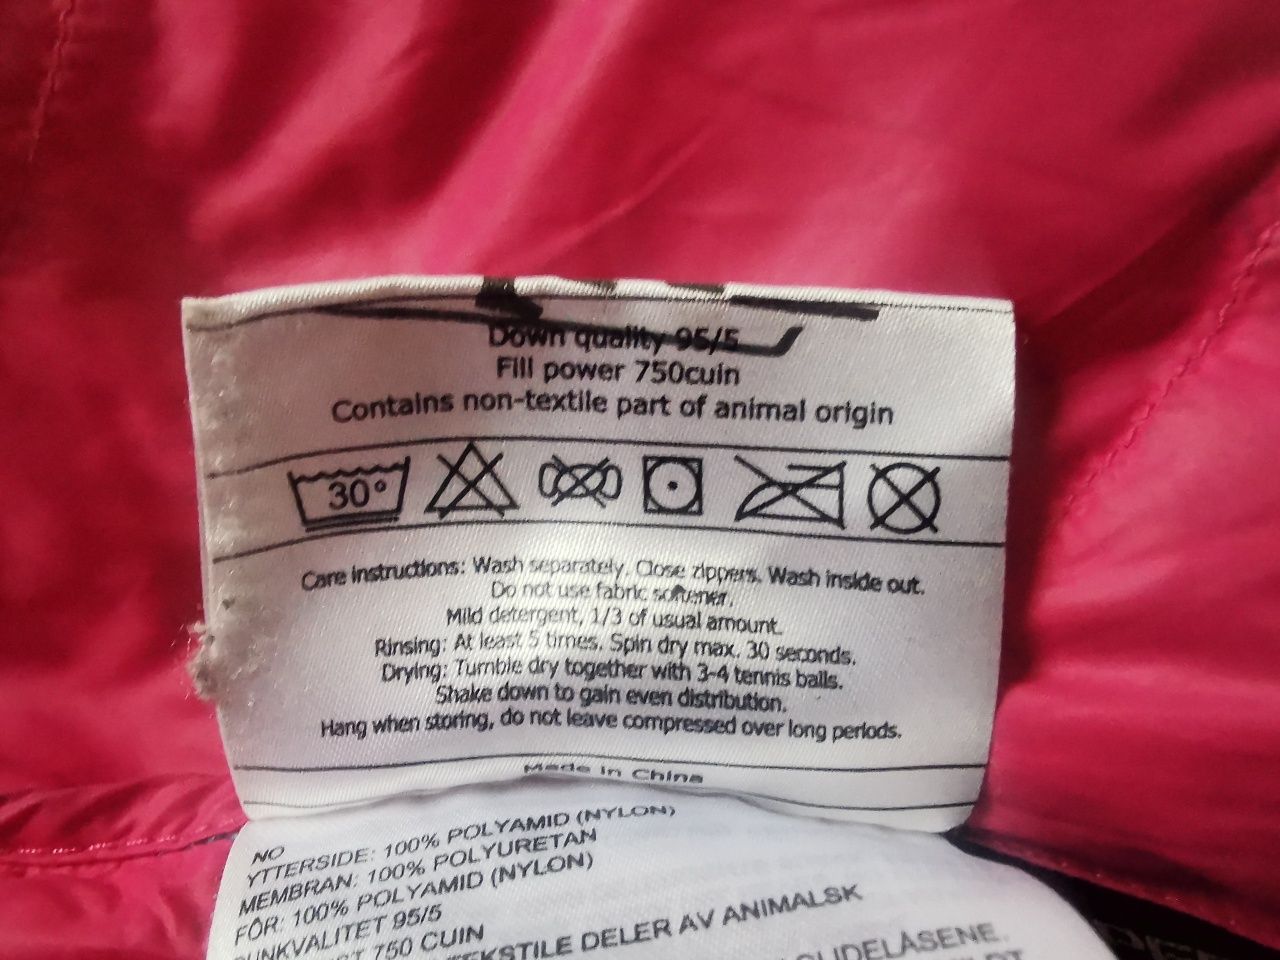 Down quality 95/5
Fill power 750cuin
Contains non-textile part of animal origin
30°
Care instructions: Wash separately. Close zippers. Wash inside out.
Do not use fabric softener.
Mild detergent, 1/3 of usual amount.
Rinsing: At least 5 times. Spin dry max. 30 seconds.
Drying: Tumble dry together with 3-4 tennis balls.
Shake down to gain even distribution.
Hang when storing, do not leave compressed over long periods.
Made in China
NO
YTTERSIDE: 100% POLYAMID (NYLON)
MEMBRAN: 100% POLYURETAN
FÔR: 100% POLYAMID (NYLON)
DUNKVALITET 95/5
750 CUIN
DELER AV ANIMALSK
GLIDELÅSENE.